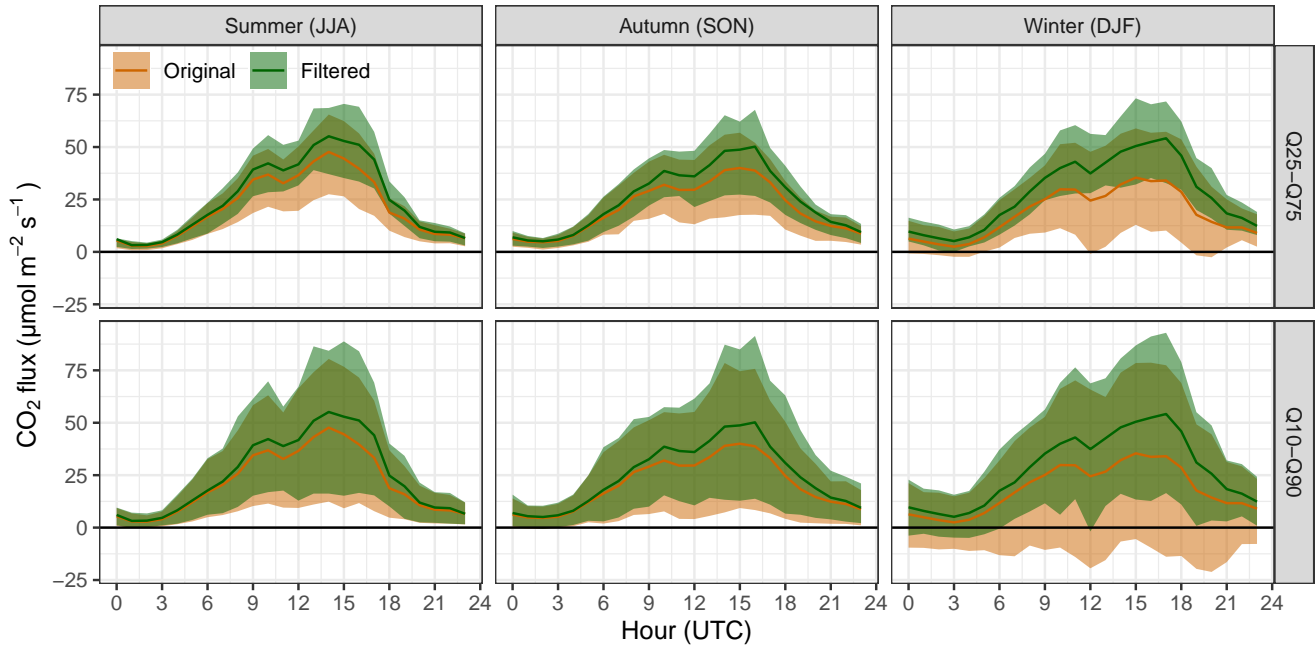 Summer (JJA) Autumn (SON) Winter (DJF)
Original Filtered
75
50
25
0
−25
Q25−Q75
75
50
25
0
−25
Q10−Q90
CO₂ flux (µmol m⁻² s⁻¹)
0 3 6 9 12 15 18 21 24 0 3 6 9 12 15 18 21 24 0 3 6 9 12 15 18 21 24
Hour (UTC)